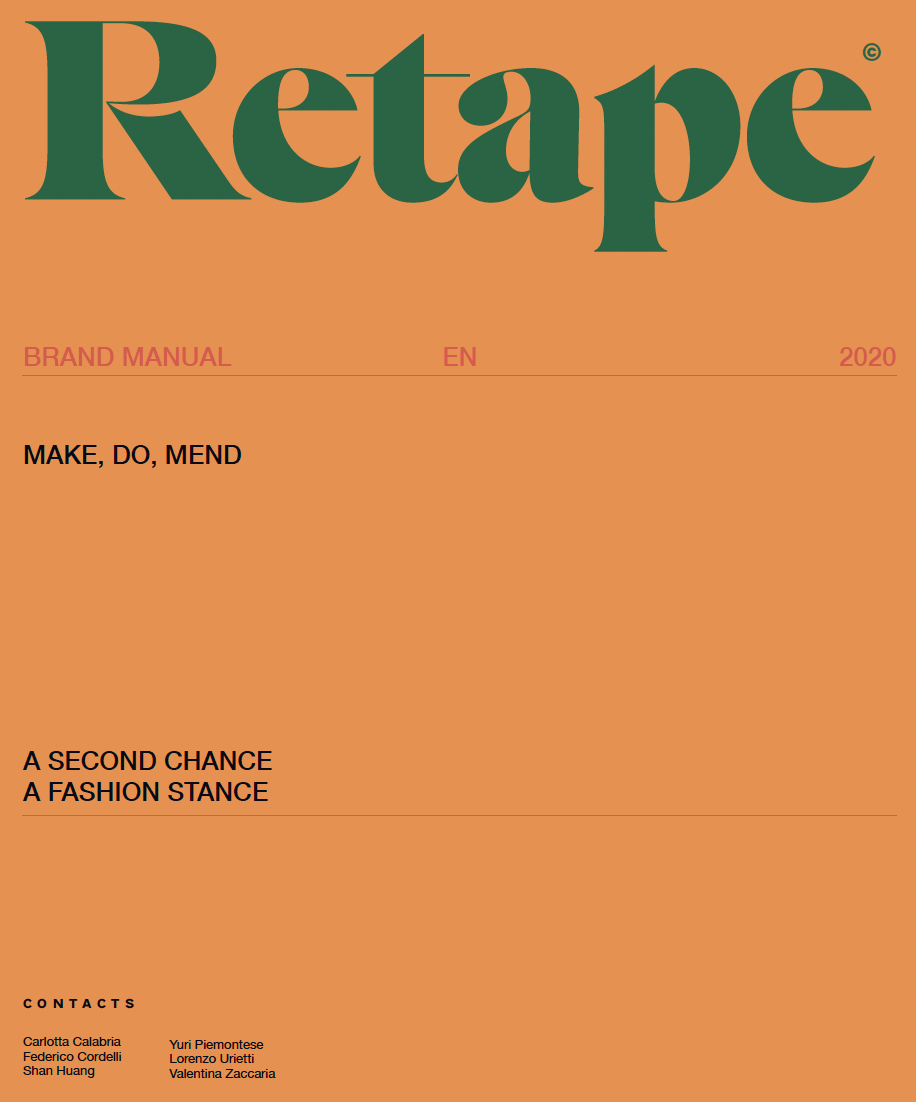 Retape©
BRAND MANUAL EN 2020
MAKE, DO, MEND
A SECOND CHANCE
A FASHION STANCE
CONTACTS
Carlotta Calabria
Federico Cordelli
Shan Huang
Yuri Piemontese
Lorenzo Urietti
Valentina Zaccaria